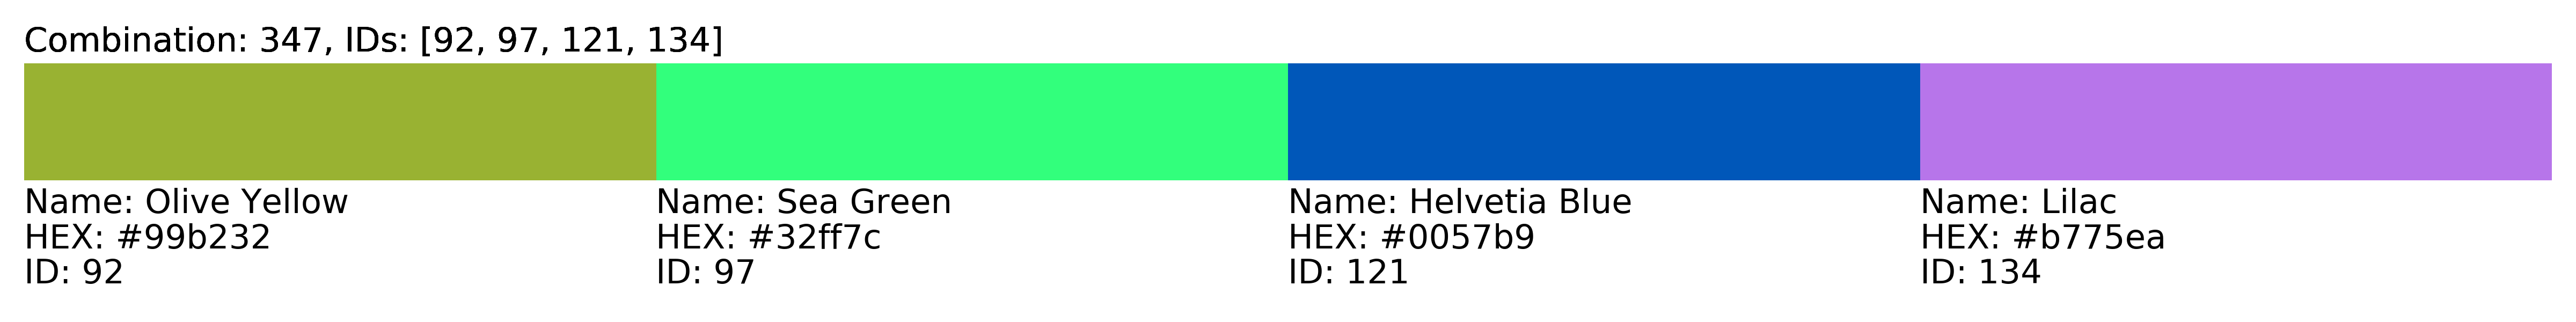 Combination: 347, IDs: [92, 97, 121, 134]
Name: Olive Yellow
HEX: #99b232
ID: 92
Name: Sea Green
HEX: #32ff7c
ID: 97
Name: Helvetia Blue
HEX: #0057b9
ID: 121
Name: Lilac
HEX: #b775ea
ID: 134